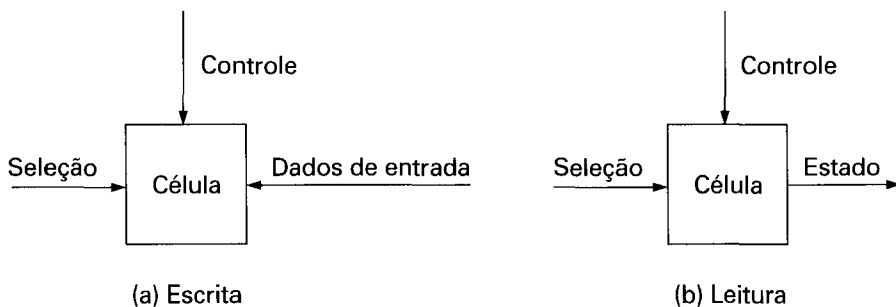 Controle
Seleção
Célula
Dados de entrada
(a) Escrita
Controle
Seleção
Célula
Estado
(b) Leitura